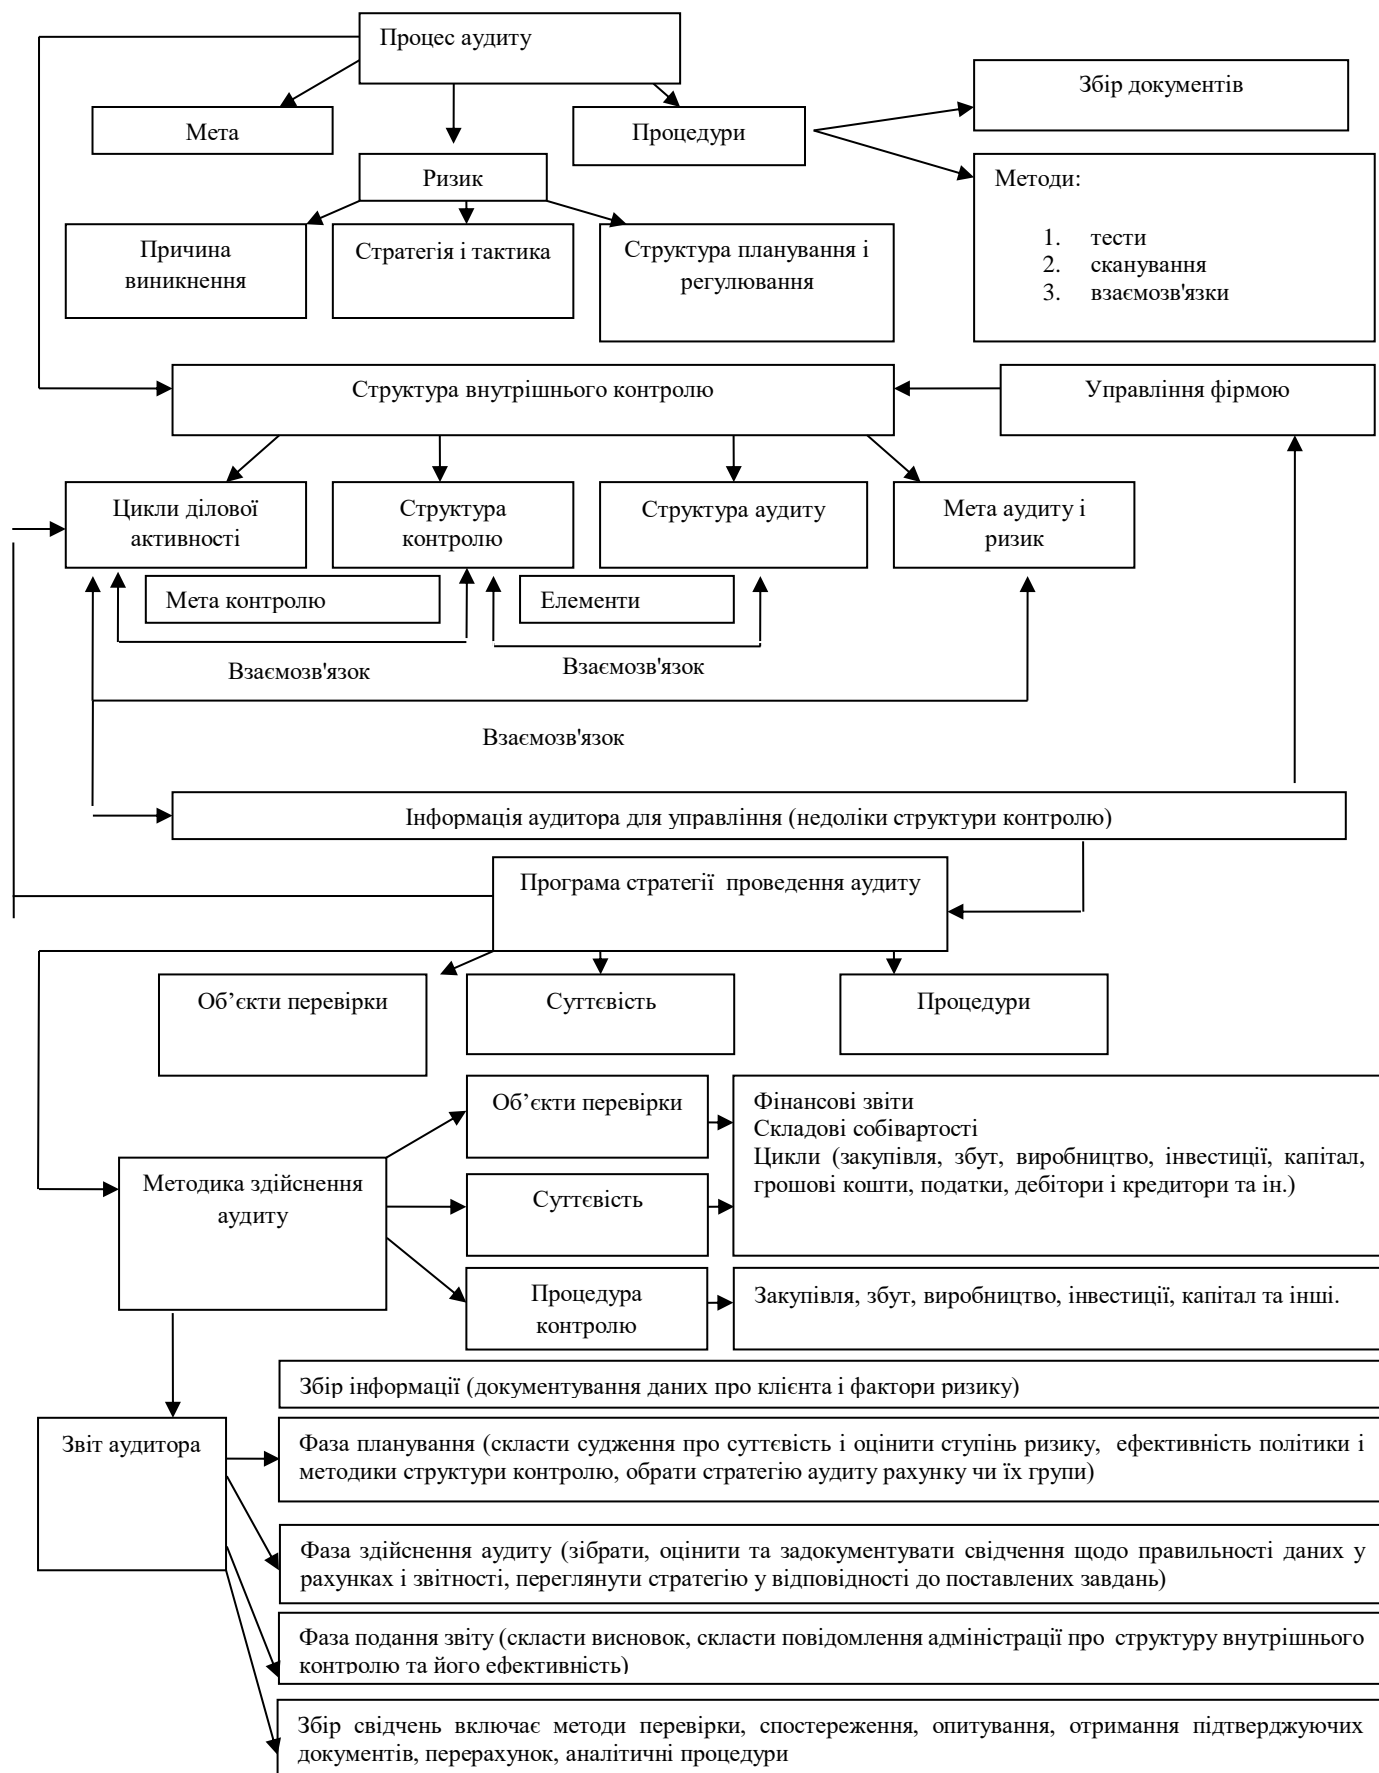 Процес аудиту
Збір документів
Мета
Процедури
Ризик
Методи:
1. тести
2. сканування
3. взаємозв'язки
Причина
виникнення
Стратегія і тактика
Структура планування і
регулювання
Структура внутрішнього контролю
Управління фірмою
Цикли ділової
активності
Структура
контролю
Структура аудиту
Мета аудиту і
ризик
Мета контролю
Елементи
Взаємозв'язок
Взаємозв'язок
Взаємозв'язок
Інформація аудитора для управління (недоліки структури контролю)
Програма стратегії проведення аудиту
Об’єкти перевірки
Суттєвість
Процедури
Об’єкти перевірки
Фінансові звіти
Складові собівартості
Цикли (закупівля, збут, виробництво, інвестиції, капітал,
грошові кошти, податки, дебітори і кредитори та ін.)
Методика здійснення
аудиту
Суттєвість
Процедура
контролю
Закупівля, збут, виробництво, інвестиції, капітал та інші.
Збір інформації (документування даних про клієнта і фактори ризику)
Звіт аудитора
Фаза планування (скласти судження про суттєвість і оцінити ступінь ризику, ефективність політики і
методики структури контролю, обрати стратегію аудиту рахунку чи їх групи)
Фаза здійснення аудиту (зібрати, оцінити та задокументувати свідчення щодо правильності даних у
рахунках і звітності, переглянути стратегію у відповідності до поставлених завдань)
Фаза подання звіту (скласти висновок, скласти повідомлення адміністрації про структуру внутрішнього
контролю та його ефективність)
Збір свідчень включає методи перевірки, спостереження, опитування, отримання підтверджуючих
документів, перерахунок, аналітичні процедури